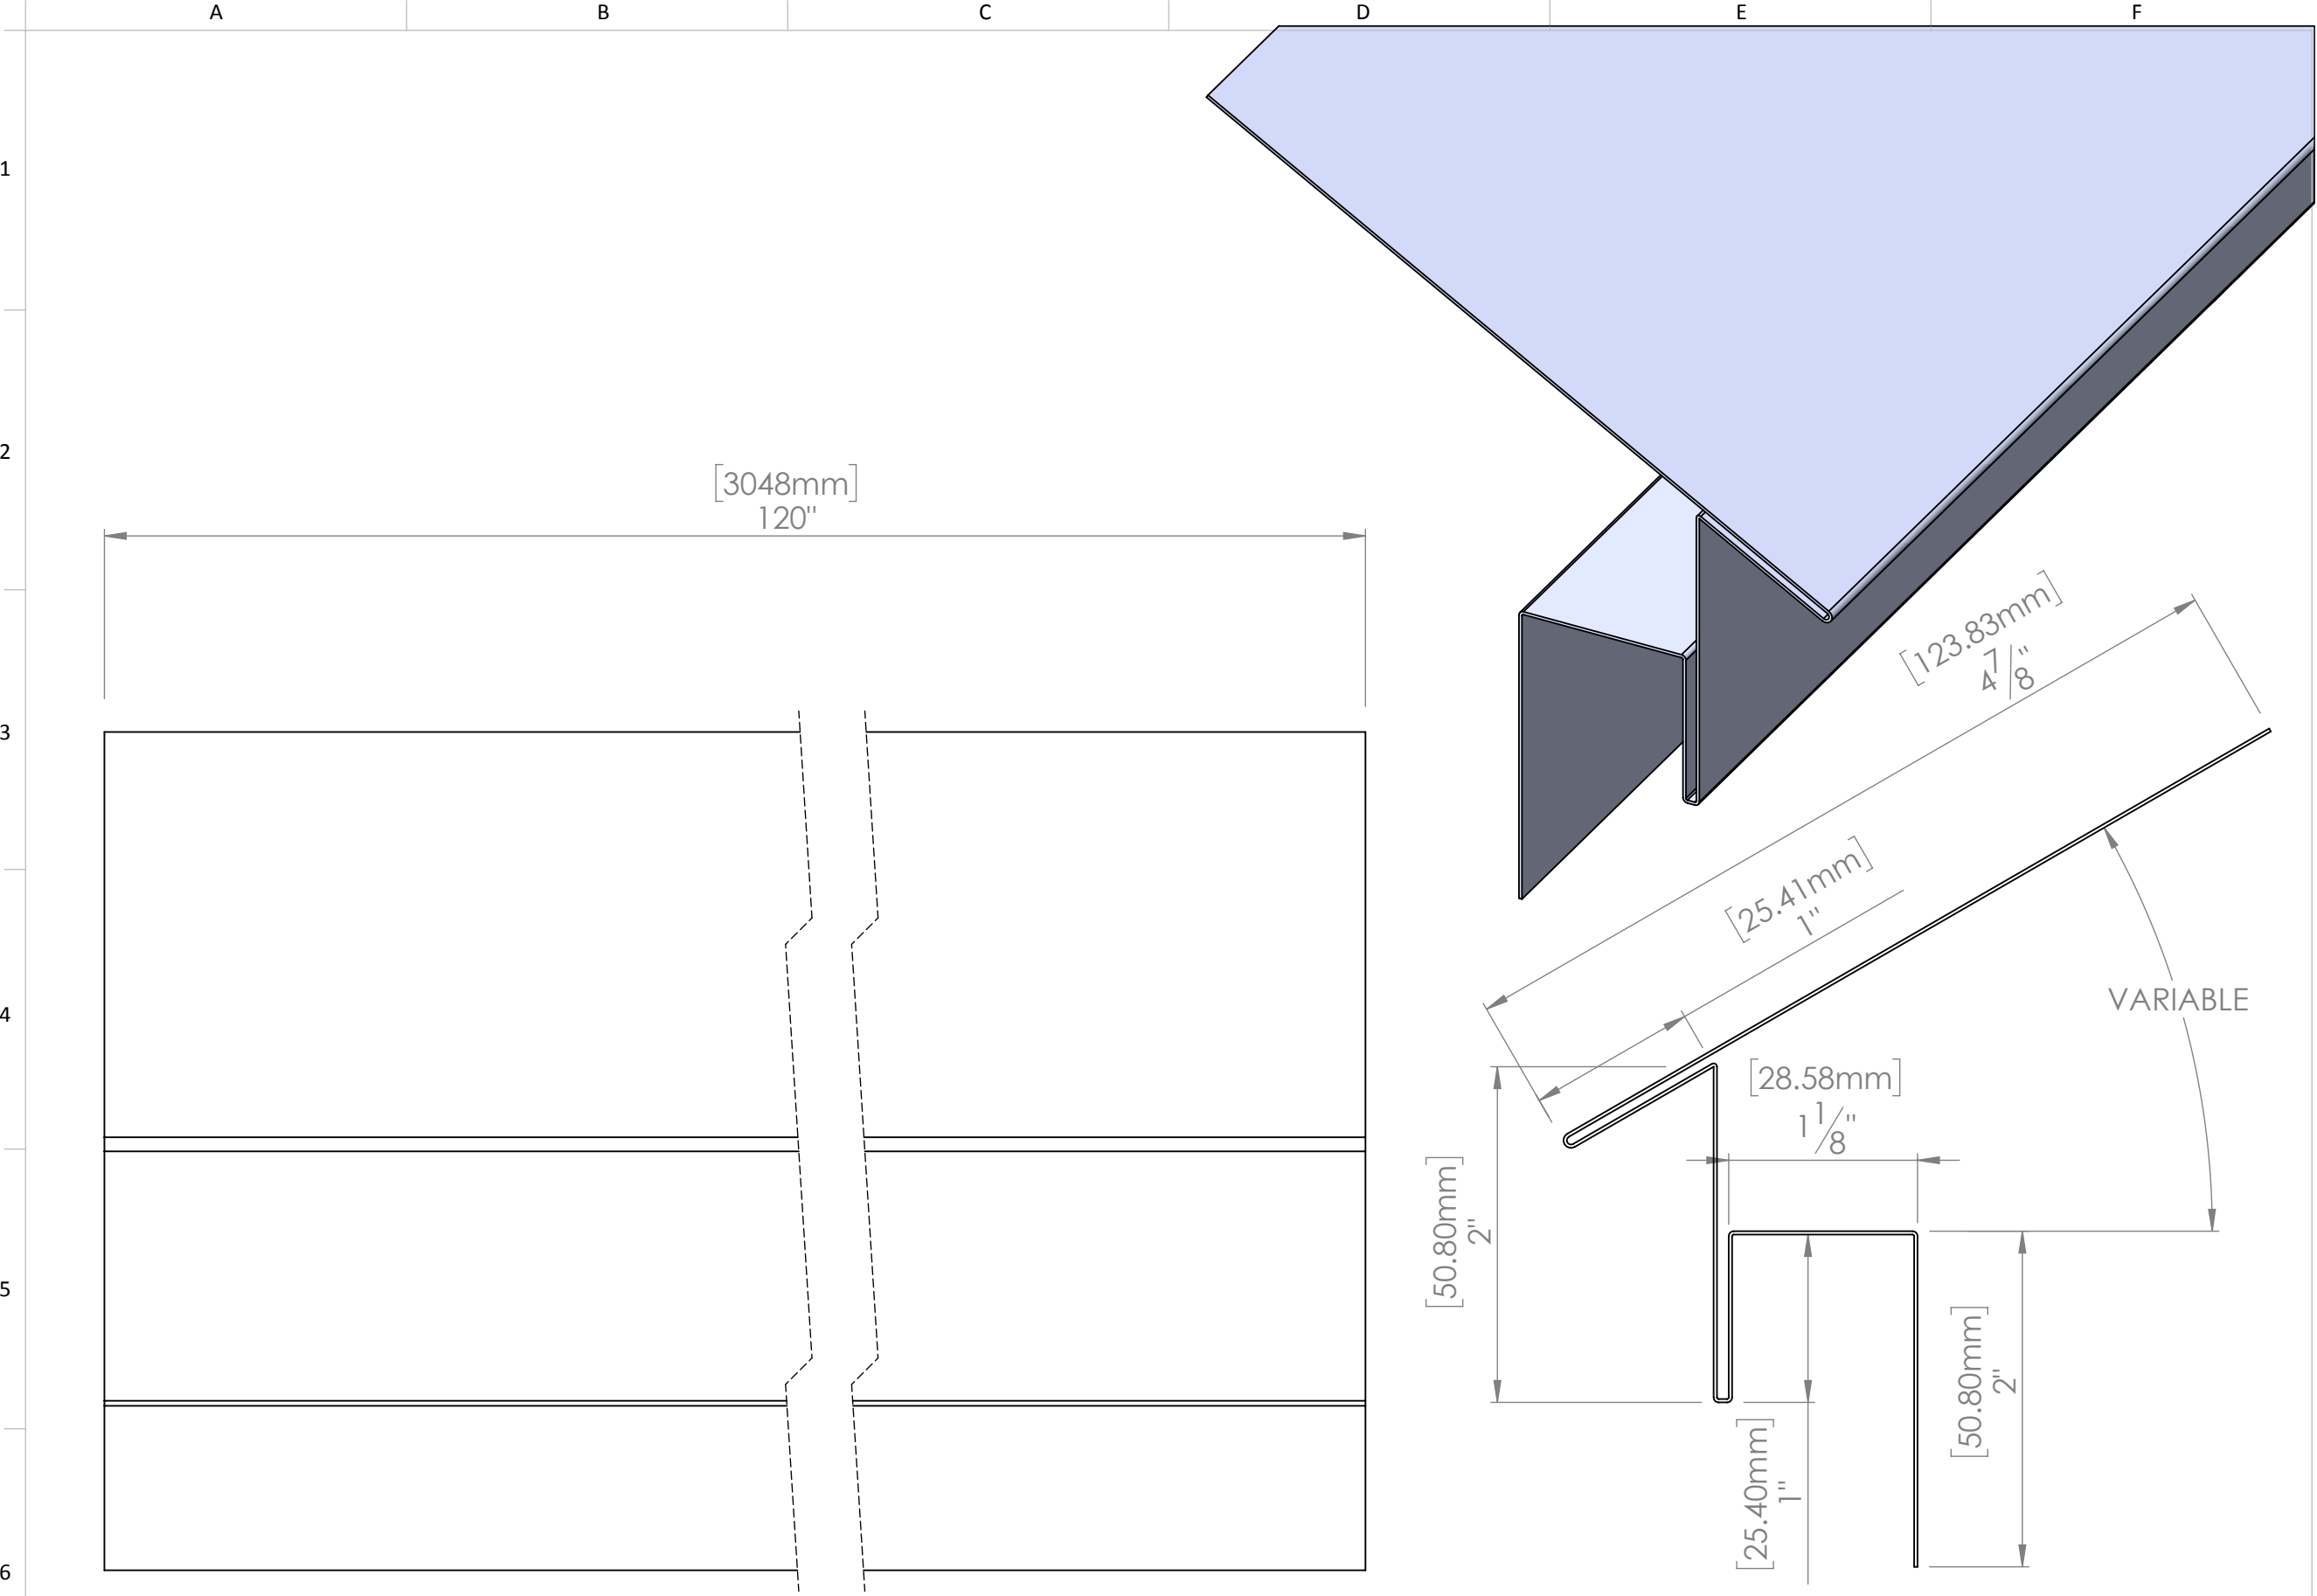 A B C D E F
1
2
[3048mm]
120"
[123.83mm]
4 7/8"
3
[25.41mm]
1"
4
VARIABLE
[28.58mm]
1 1/8"
[50.80mm]
2"
5
[50.80mm]
2"
[25.40mm]
1"
6